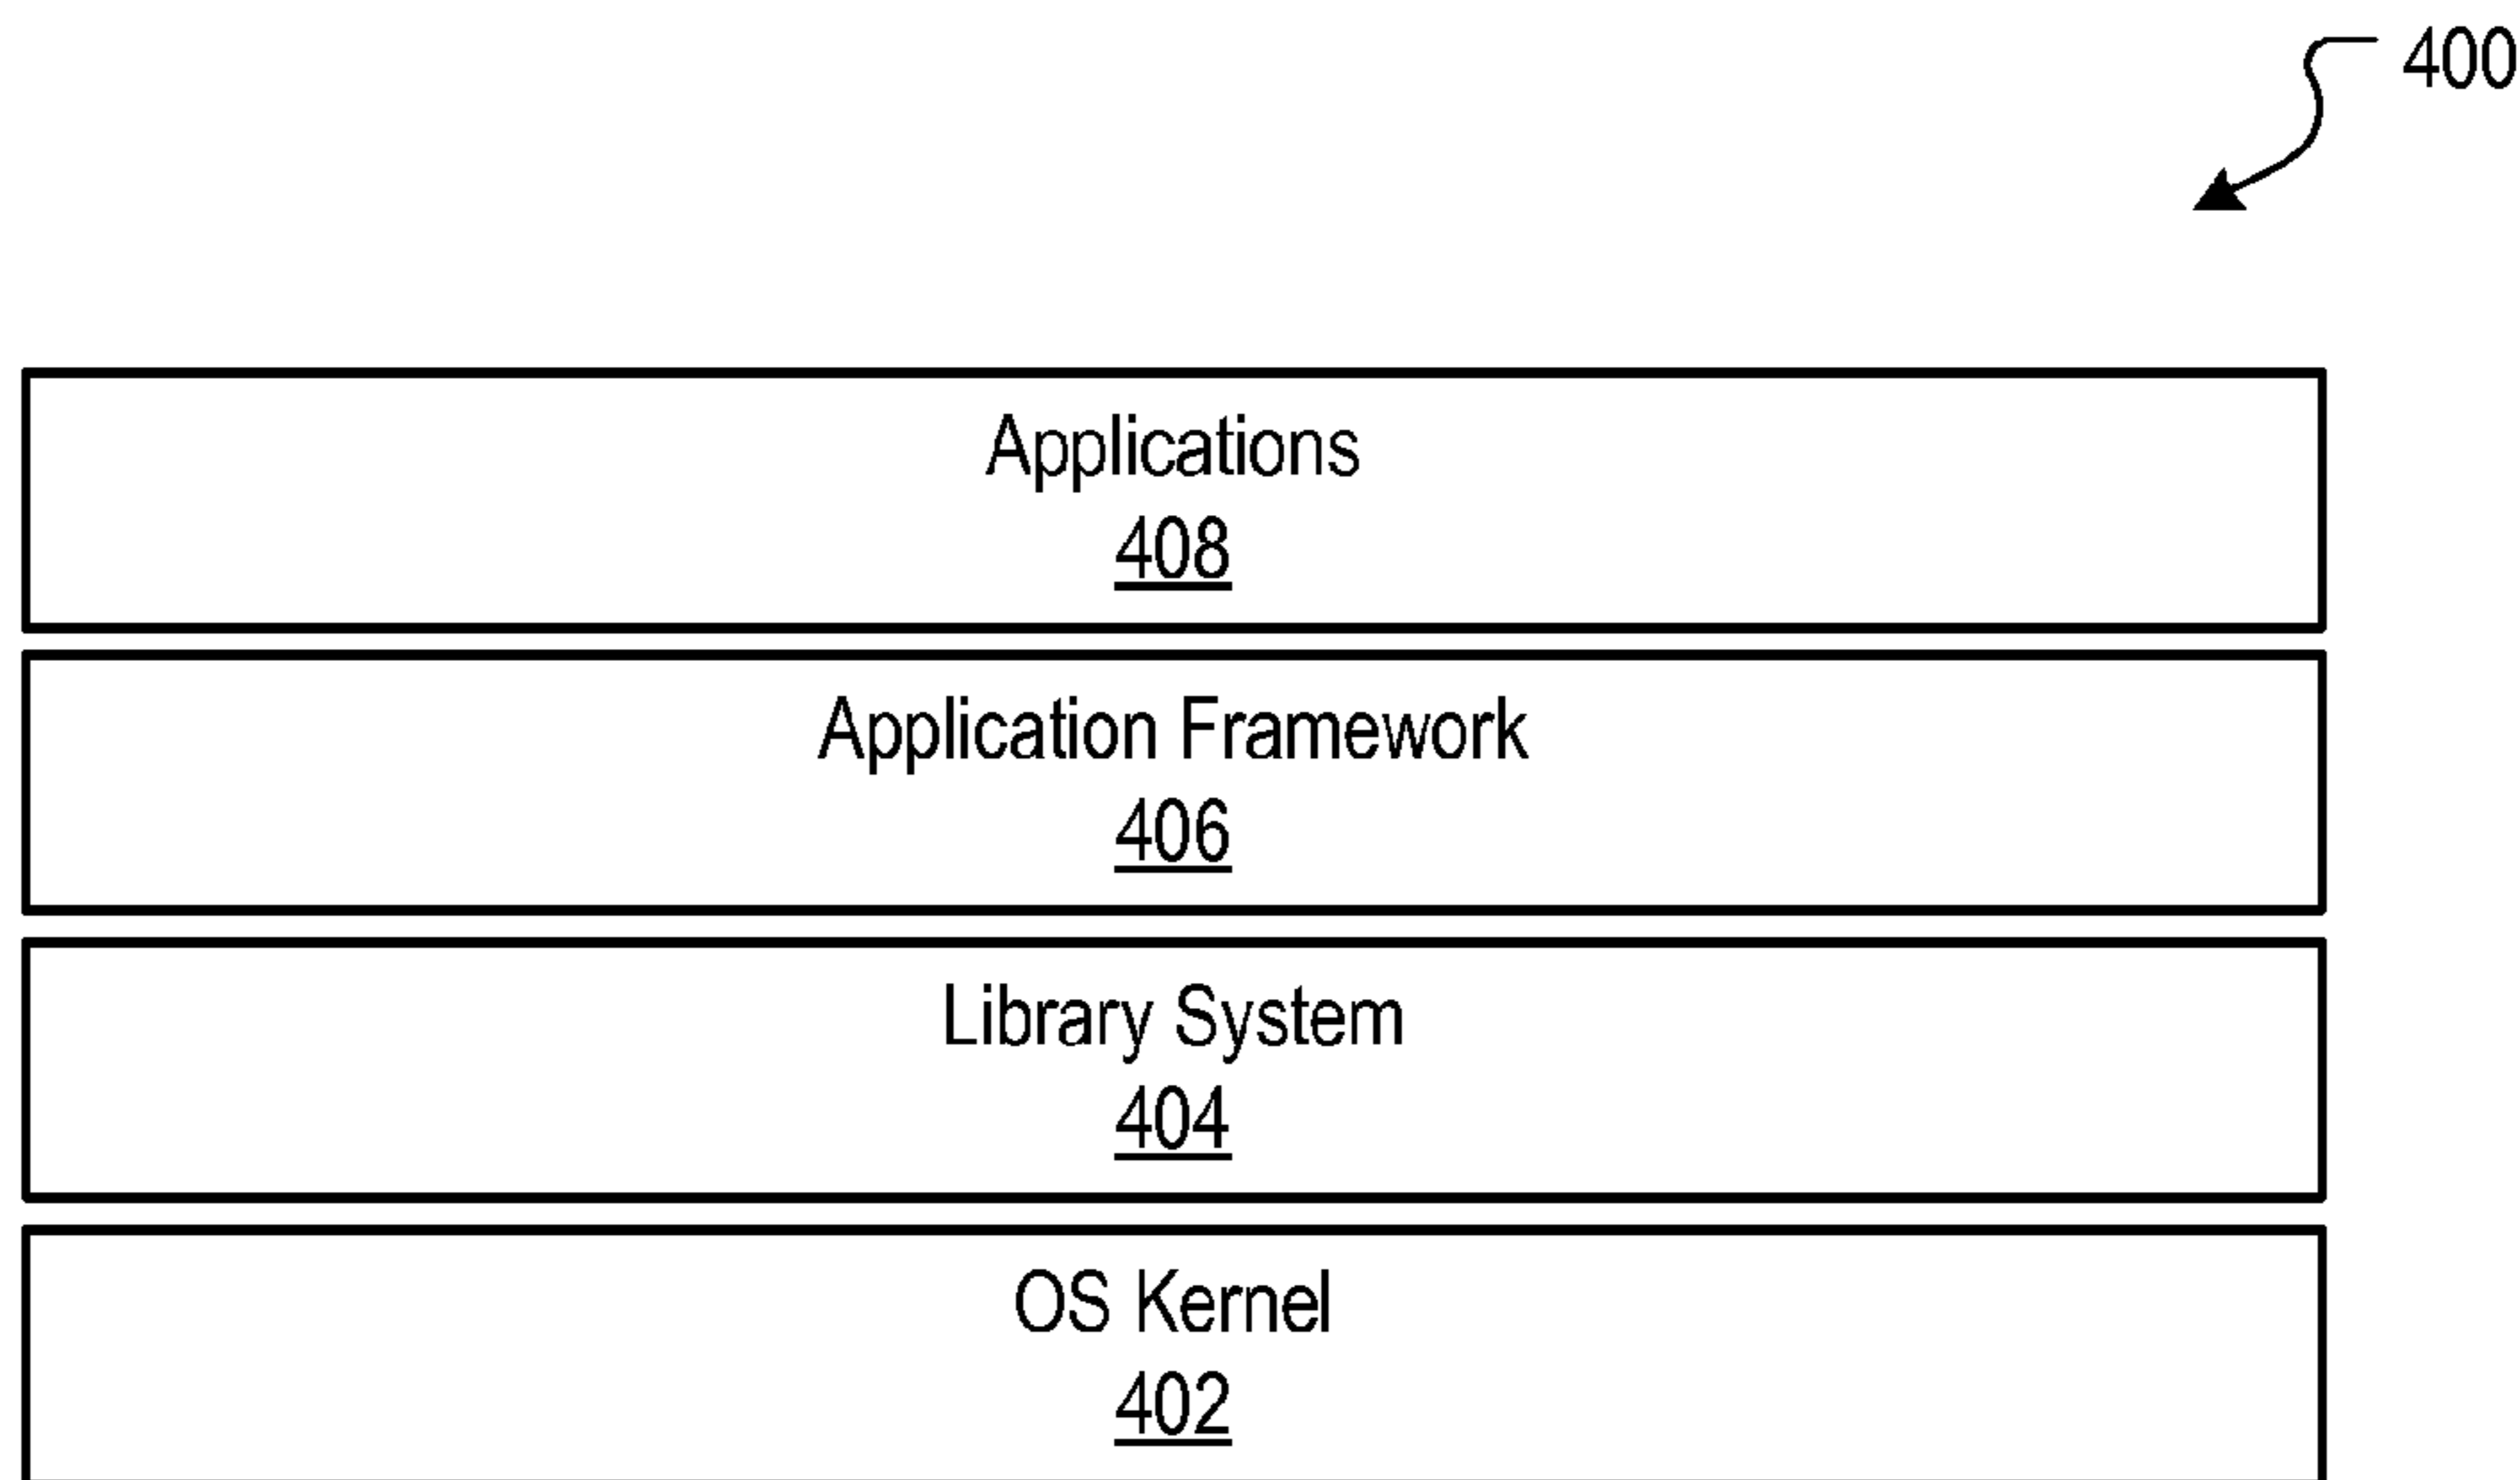 400
Applications
408
Application Framework
406
Library System
404
OS Kernel
402